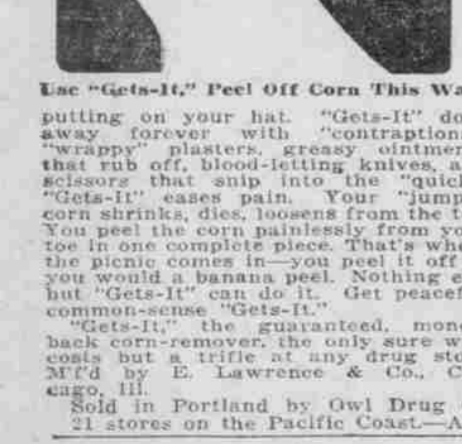 Use "Gets-It," Peel Off Corn This Wa
putting on your hat. "Gets-It" do
away forever with "contraption
"wrappy" plasters, greasy ointmen
that rub off, blood-letting knives, a
scissors that snip into the "quick
"Gets-It" eases pain. Your "jump
corn shrinks, dies, loosens from the t
You peel the corn painlessly from yo
toe in one complete piece. That's whe
the picnic comes in—you peel it off
you would a banana peel. Nothing e
but "Gets-It" can do it. Get peacef
common-sense "Gets-It."
"Gets-It," the guaranteed, mone
back corn-remover, the only sure w
costs but a trifle at any drug sto
M'f'd by E. Lawrence & Co., C
cago, Ill.
Sold in Portland by Owl Drug
21 stores on the Pacific Coast.—A